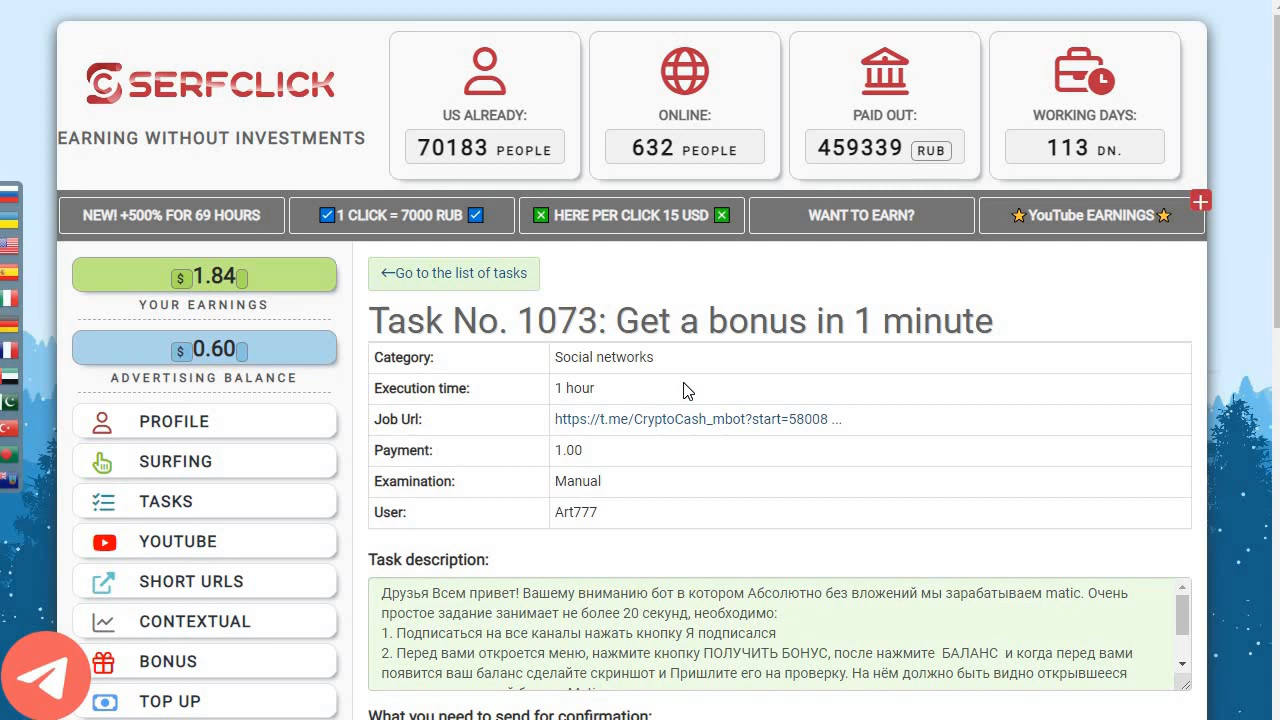 SERFCLICK
EARNING WITHOUT INVESTMENTS
US ALREADY:
70183 PEOPLE
ONLINE:
632 PEOPLE
PAID OUT:
459339 RUB
WORKING DAYS:
113 DN.
NEW! +500% FOR 69 HOURS
1 CLICK = 7000 RUB
HERE PER CLICK 15 USD
WANT TO EARN?
YouTube EARNINGS
+
$ 1.84
YOUR EARNINGS
$ 0.60
ADVERTISING BALANCE
PROFILE
SURFING
TASKS
YOUTUBE
SHORT URLS
CONTEXTUAL
BONUS
TOP UP
←Go to the list of tasks
Task No. 1073: Get a bonus in 1 minute
Category: Social networks
Execution time: 1 hour
Job Url: https://t.me/CryptoCash_mbot?start=58008 ...
Payment: 1.00
Examination: Manual
User: Art777
Task description:
Друзья Всем привет! Вашему вниманию бот в котором Абсолютно без вложений мы зарабатываем matic. Очень
простое задание занимает не более 20 секунд, необходимо:
1. Подписаться на все каналы нажать кнопку Я подписался
2. Перед вами откроется меню, нажмите кнопку ПОЛУЧИТЬ БОНУС, после нажмите БАЛАНС и когда перед вами
появится ваш баланс сделайте скриншот и Пришлите его на проверку. На нём должно быть видно открывшееся
What you need to send for confirmation: